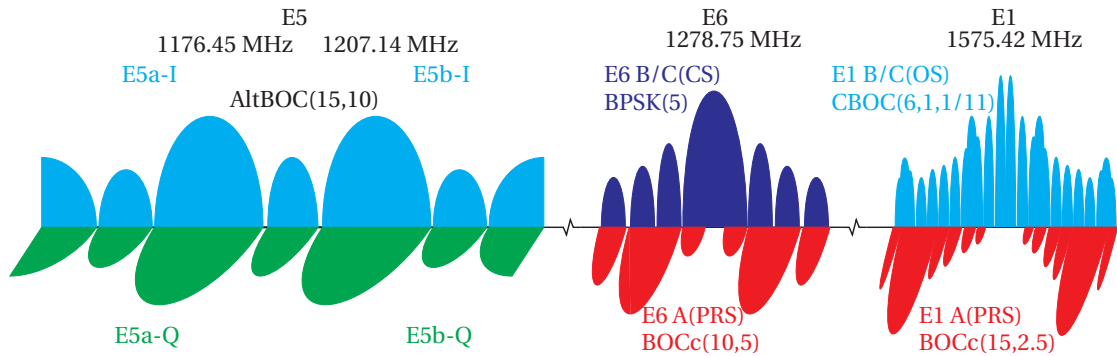 E5
1176.45 MHz 1207.14 MHz
E5a-I
E5b-I
AltBOC(15,10)
E5a-Q
E5b-Q
E6
1278.75 MHz
E6 B/C(CS)
BPSK(5)
E6 A(PRS)
BOCc(10,5)
E1
1575.42 MHz
E1 B/C(OS)
CBOC(6,1,1/11)
E1 A(PRS)
BOCc(15,2.5)